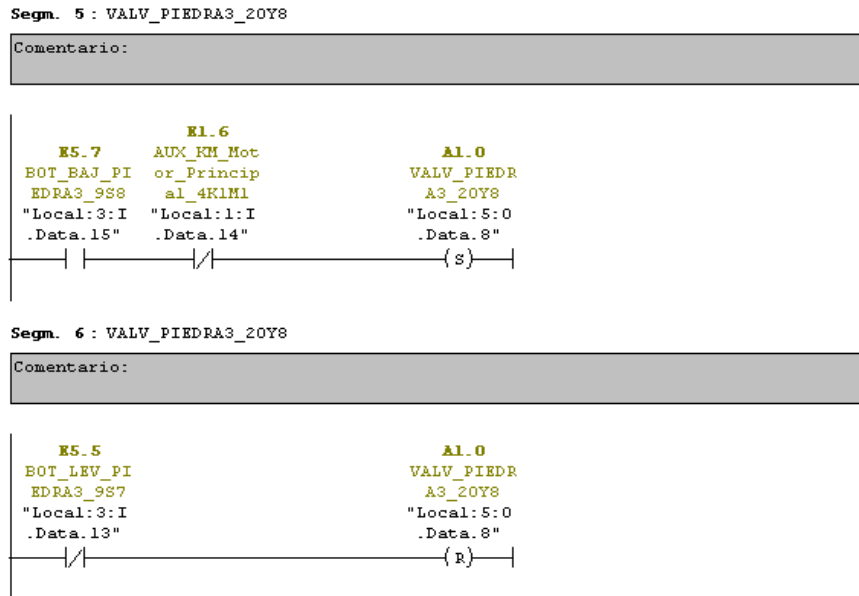 Segm. 5 : VALV_PIEDRA3_20Y8
Comentario:
E1.6
E5.7 AUX_KM_Mot A1.0
BOT_BAJ_PI or_Princip VALV_PIEDR
EDRA3_9S8 al_4K1M1 A3_20Y8
"Local:3:I "Local:1:I "Local:5:O
.Data.15" .Data.14" .Data.8"
S
Segm. 6 : VALV_PIEDRA3_20Y8
Comentario:
E5.5 A1.0
BOT_LEV_PI VALV_PIEDR
EDRA3_9S7 A3_20Y8
"Local:3:I "Local:5:O
.Data.13" .Data.8"
R